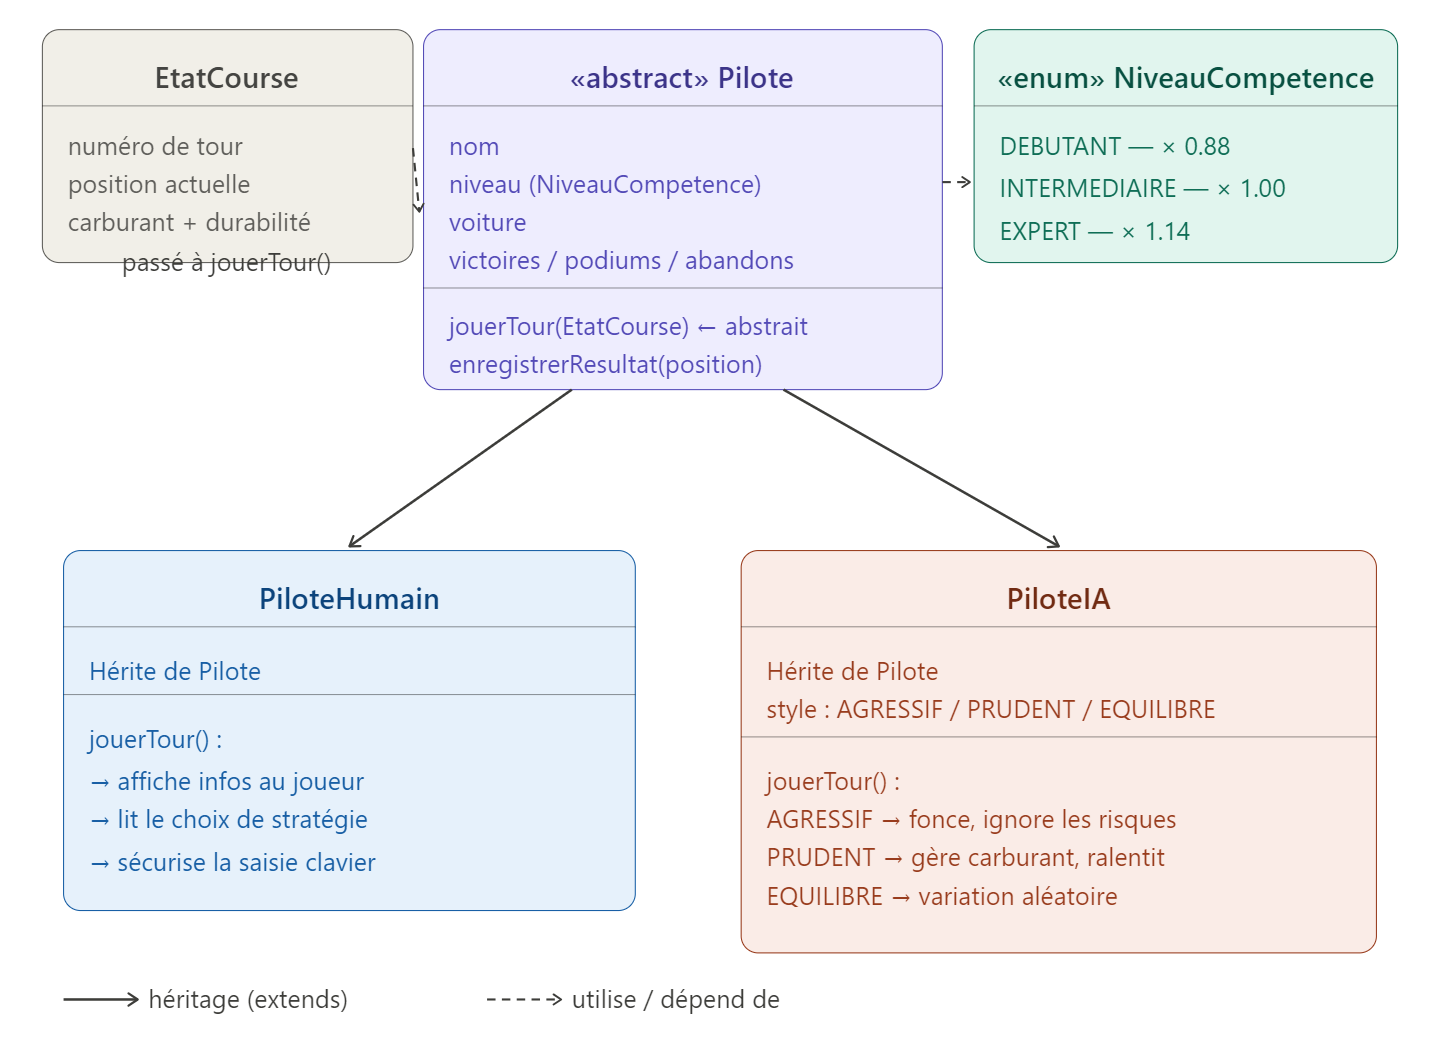 EtatCourse
numéro de tour
position actuelle
carburant + durabilité
passé à jouerTour()
«abstract» Pilote
nom
niveau (NiveauCompetence)
voiture
victoires / podiums / abandons
jouerTour(EtatCourse) ← abstrait
enregistrerResultat(position)
«enum» NiveauCompetence
DEBUTANT — × 0.88
INTERMEDIAIRE — × 1.00
EXPERT — × 1.14
PiloteHumain
Hérite de Pilote
jouerTour() :
→ affiche infos au joueur
→ lit le choix de stratégie
→ sécurise la saisie clavier
PiloteIA
Hérite de Pilote
style : AGRESSIF / PRUDENT / EQUILIBRE
jouerTour() :
AGRESSIF → fonce, ignore les risques
PRUDENT → gère carburant, ralentit
EQUILIBRE → variation aléatoire
héritage (extends)
utilise / dépend de